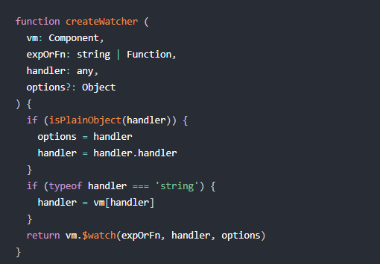 function createWatcher (
  vm: Component,
  expOrFn: string | Function,
  handler: any,
  options?: Object
) {
  if (isPlainObject(handler)) {
    options = handler
    handler = handler.handler
  }
  if (typeof handler === 'string') {
    handler = vm[handler]
  }
  return vm.$watch(expOrFn, handler, options)
}